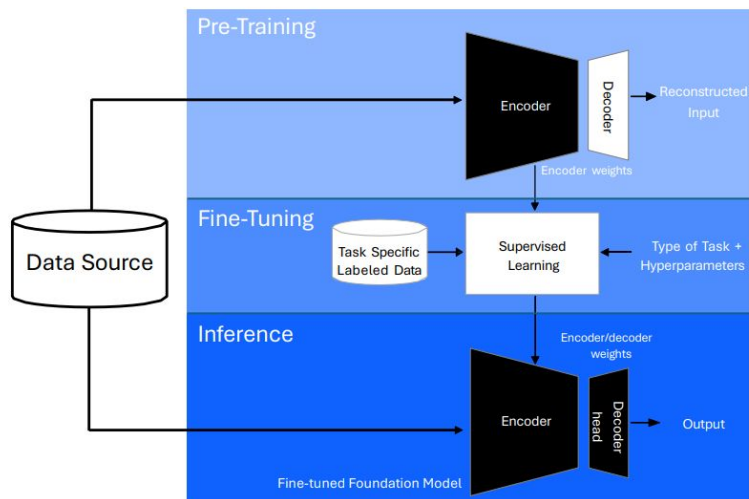 Pre-Training
Encoder
Decoder
Reconstructed
Input
Encoder weights
Data Source
Fine-Tuning
Task Specific
Labeled Data
Supervised
Learning
Type of Task +
Hyperparameters
Inference
Encoder/decoder
weights
Encoder
Decoder
head
Output
Fine-tuned Foundation Model